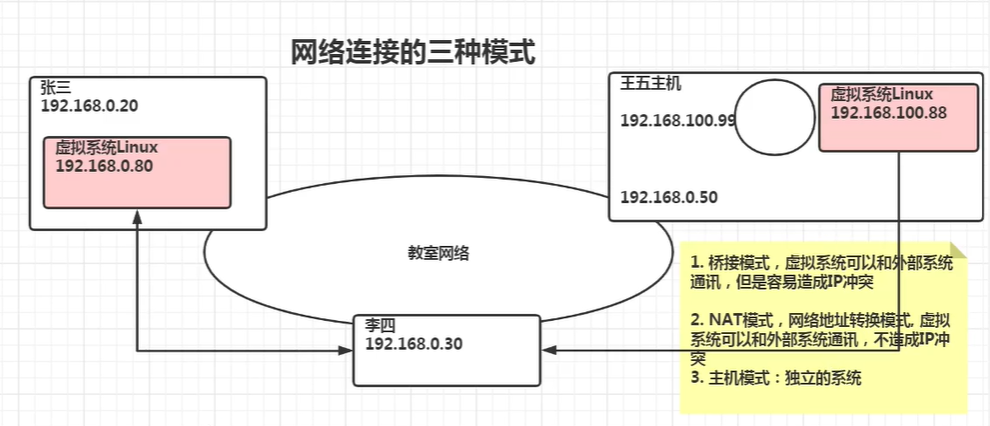 网络连接的三种模式
张三
192.168.0.20
虚拟系统Linux
192.168.0.80
王五主机
192.168.100.99
虚拟系统Linux
192.168.100.88
192.168.0.50
教室网络
李四
192.168.0.30
1. 桥接模式，虚拟系统可以和外部系统
通讯，但是容易造成IP冲突
2. NAT模式，网络地址转换模式, 虚拟
系统可以和外部系统通讯，不造成IP冲
突
3. 主机模式：独立的系统